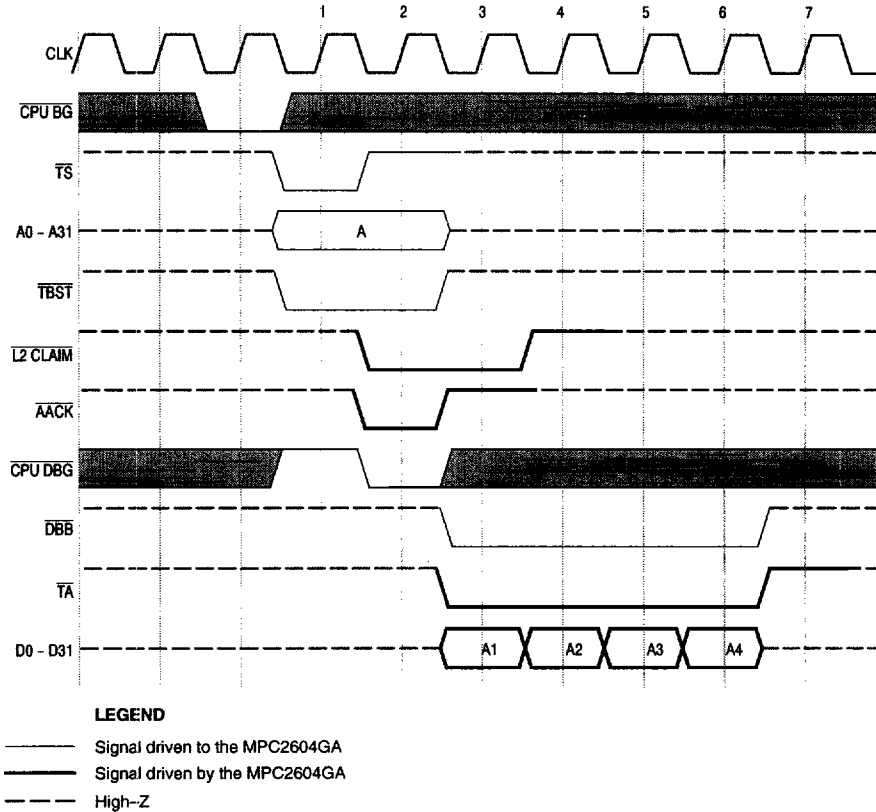 1 2 3 4 5 6 7
CLK
CPU BG
TS
A0 – A31
A
TBST
L2 CLAIM
AACK
CPU DBG
DBB
TA
D0 – D31
A1 A2 A3 A4
LEGEND
Signal driven to the MPC2604GA
Signal driven by the MPC2604GA
High–Z